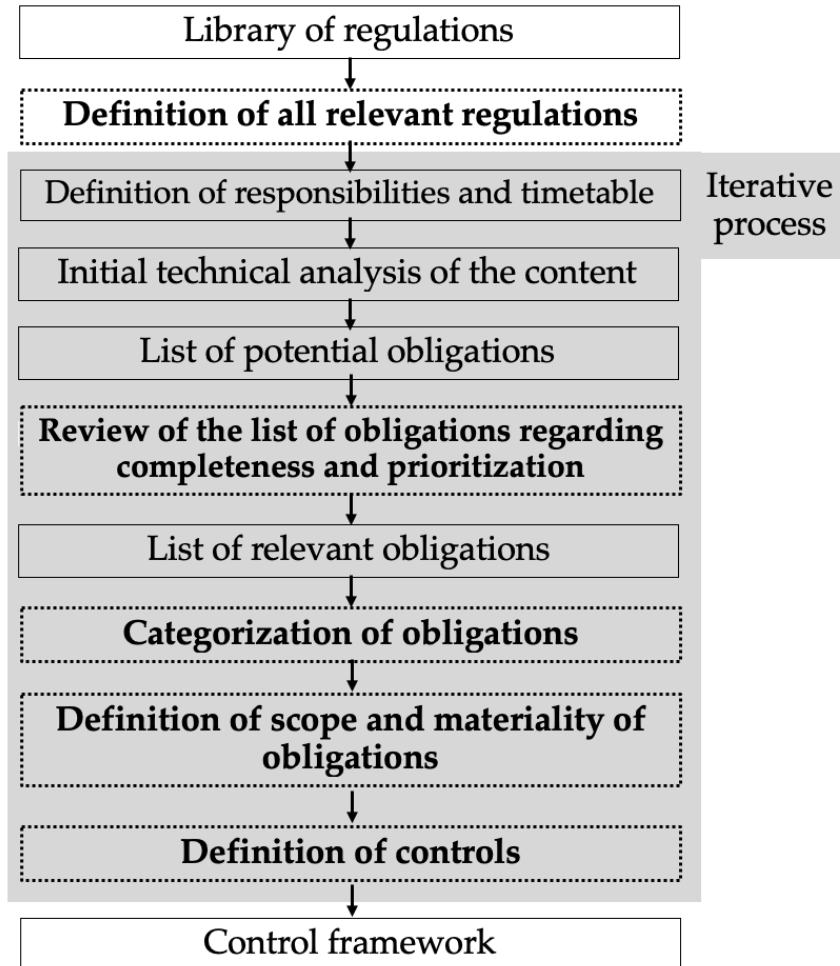 Library of regulations
Definition of all relevant regulations
Definition of responsibilities and timetable
Iterative
process
Initial technical analysis of the content
List of potential obligations
Review of the list of obligations regarding
completeness and prioritization
List of relevant obligations
Categorization of obligations
Definition of scope and materiality of
obligations
Definition of controls
Control framework